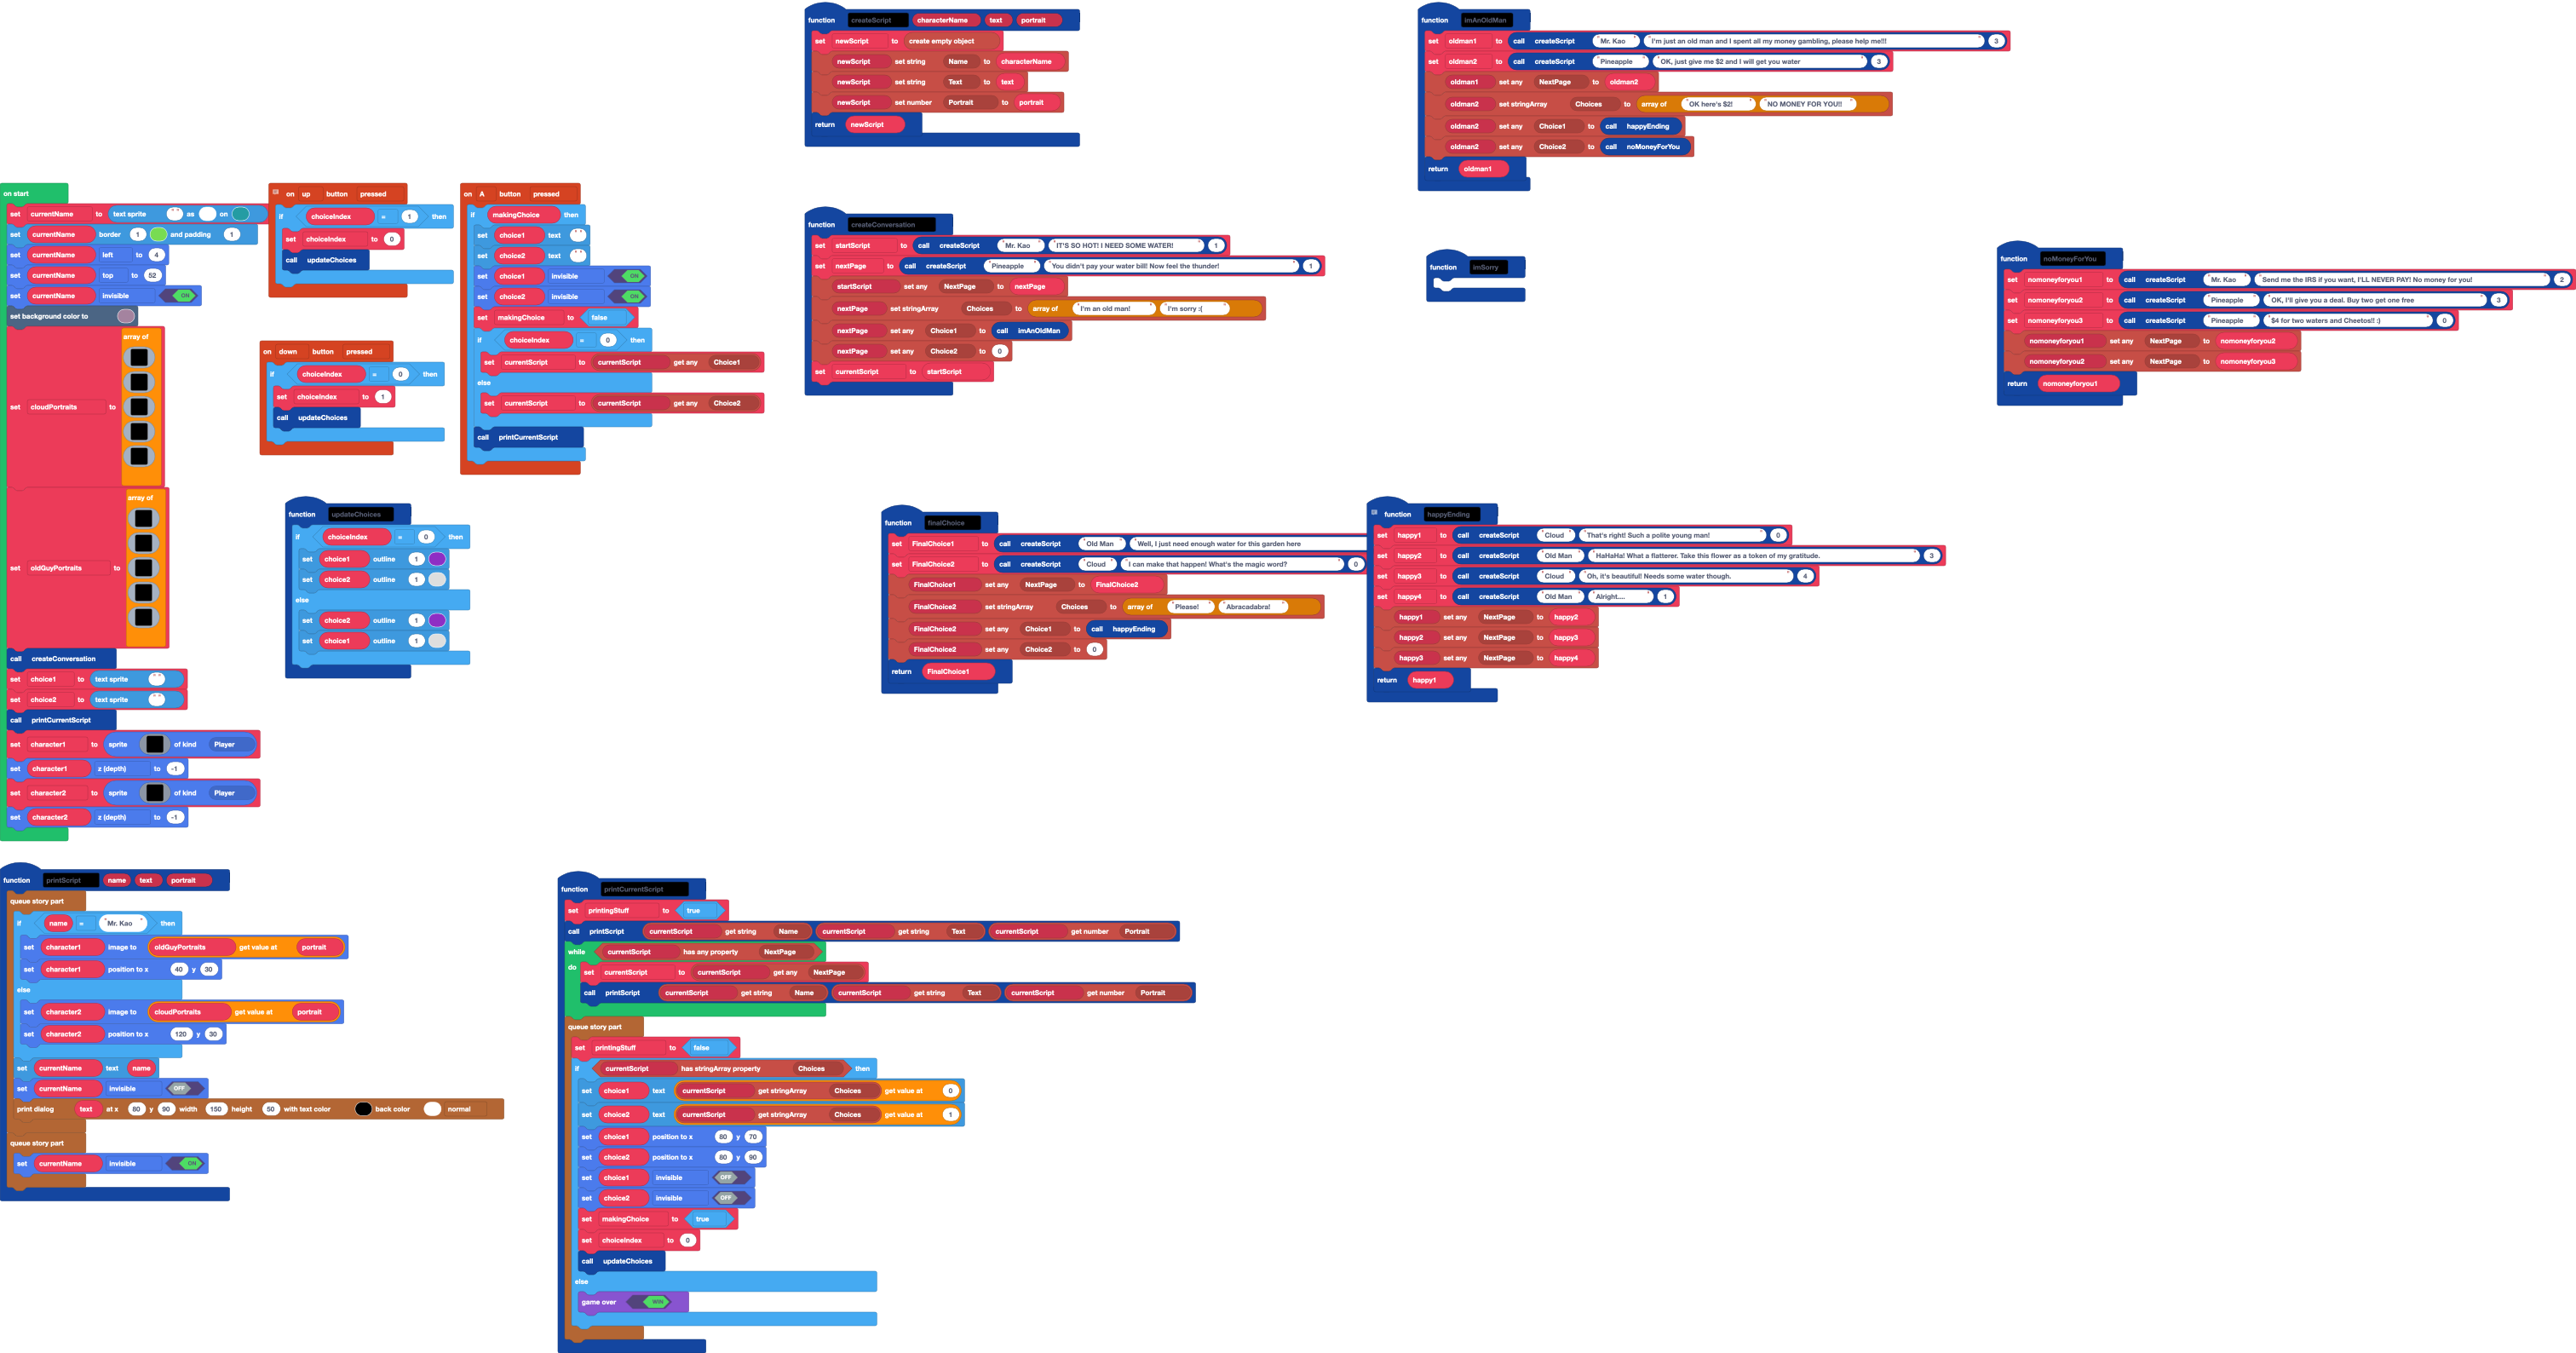 function createScript characterName text portrait
set newScript to create empty object
newScript set string Name to characterName
newScript set string Text to text
newScript set number Portrait to portrait
return newScript
function imAnOldMan
set oldman1 to call createScript "Mr. Kao" "I'm just an old man and I spent all my money gambling, please help me!!!" 3
set oldman2 to call createScript "Pineapple" "OK, just give me $2 and I will get you water" 3
oldman1 set any NextPage to oldman2
oldman2 set stringArray Choices to array of "OK here's $2!" "NO MONEY FOR YOU!!"
oldman2 set any Choice1 to call happyEnding
oldman2 set any Choice2 to call noMoneyForYou
return oldman1
on start
set currentName to text sprite " " as on
set currentName border 1 and padding 1
set currentName left to 4
set currentName top to 52
set currentName invisible ON
set background color to
set cloudPortraits to array of
set oldGuyPortraits to array of
call createConversation
set choice1 to text sprite " "
set choice2 to text sprite " "
call printCurrentScript
set character1 to sprite of kind Player
set character1 z (depth) to -1
set character2 to sprite of kind Player
set character2 z (depth) to -1
on up button pressed
if choiceIndex = 1 then
set choiceIndex to 0
call updateChoices
on down button pressed
if choiceIndex = 0 then
set choiceIndex to 1
call updateChoices
on A button pressed
if makingChoice then
set choice1 text " "
set choice2 text " "
set choice1 invisible ON
set choice2 invisible ON
set makingChoice to false
if choiceIndex = 0 then
set currentScript to currentScript get any Choice1
else
set currentScript to currentScript get any Choice2
call printCurrentScript
function updateChoices
if choiceIndex = 0 then
set choice1 outline 1
set choice2 outline 1
else
set choice2 outline 1
set choice1 outline 1
function createConversation
set startScript to call createScript "Mr. Kao" "IT'S SO HOT! I NEED SOME WATER!" 1
set nextPage to call createScript "Pineapple" "You didn't pay your water bill! Now feel the thunder!" 1
startScript set any NextPage to nextPage
nextPage set stringArray Choices to array of "I'm an old man!" "I'm sorry :("
nextPage set any Choice1 to call imAnOldMan
nextPage set any Choice2 to 0
set currentScript to startScript
function imSorry
function noMoneyForYou
set nomoneyforyou1 to call createScript "Mr. Kao" "Send me the IRS if you want, I'LL NEVER PAY! No money for you!" 2
set nomoneyforyou2 to call createScript "Pineapple" "OK, I'll give you a deal. Buy two get one free" 3
set nomoneyforyou3 to call createScript "Pineapple" "$4 for two waters and Cheetos!! :)" 0
nomoneyforyou1 set any NextPage to nomoneyforyou2
nomoneyforyou2 set any NextPage to nomoneyforyou3
return nomoneyforyou1
function finalChoice
set FinalChoice1 to call createScript "Old Man" "Well, I just need enough water for this garden here
set FinalChoice2 to call createScript "Cloud" "I can make that happen! What's the magic word?" 0
FinalChoice1 set any NextPage to FinalChoice2
FinalChoice2 set stringArray Choices to array of "Please!" "Abracadabra!"
FinalChoice2 set any Choice1 to call happyEnding
FinalChoice2 set any Choice2 to 0
return FinalChoice1
function happyEnding
set happy1 to call createScript "Cloud" "That's right! Such a polite young man!" 0
set happy2 to call createScript "Old Man" "HaHaHa! What a flatterer. Take this flower as a token of my gratitude." 3
set happy3 to call createScript "Cloud" "Oh, it's beautiful! Needs some water though." 4
set happy4 to call createScript "Old Man" "Alright...." 1
happy1 set any NextPage to happy2
happy2 set any NextPage to happy3
happy3 set any NextPage to happy4
return happy1
function printScript name text portrait
queue story part
if name = "Mr. Kao" then
set character1 image to oldGuyPortraits get value at portrait
set character1 position to x 40 y 30
else
set character2 image to cloudPortraits get value at portrait
set character2 position to x 120 y 30
set currentName text name
set currentName invisible OFF
print dialog text at x 80 y 90 width 150 height 50 with text color back color normal
queue story part
set currentName invisible ON
function printCurrentScript
set printingStuff to true
call printScript currentScript get string Name currentScript get string Text currentScript get number Portrait
while currentScript has any property NextPage
do set currentScript to currentScript get any NextPage
call printScript currentScript get string Name currentScript get string Text currentScript get number Portrait
queue story part
set printingStuff to false
if currentScript has stringArray property Choices then
set choice1 text currentScript get stringArray Choices get value at 0
set choice2 text currentScript get stringArray Choices get value at 1
set choice1 position to x 80 y 70
set choice2 position to x 80 y 90
set choice1 invisible OFF
set choice2 invisible OFF
set makingChoice to true
set choiceIndex to 0
call updateChoices
else
game over WIN